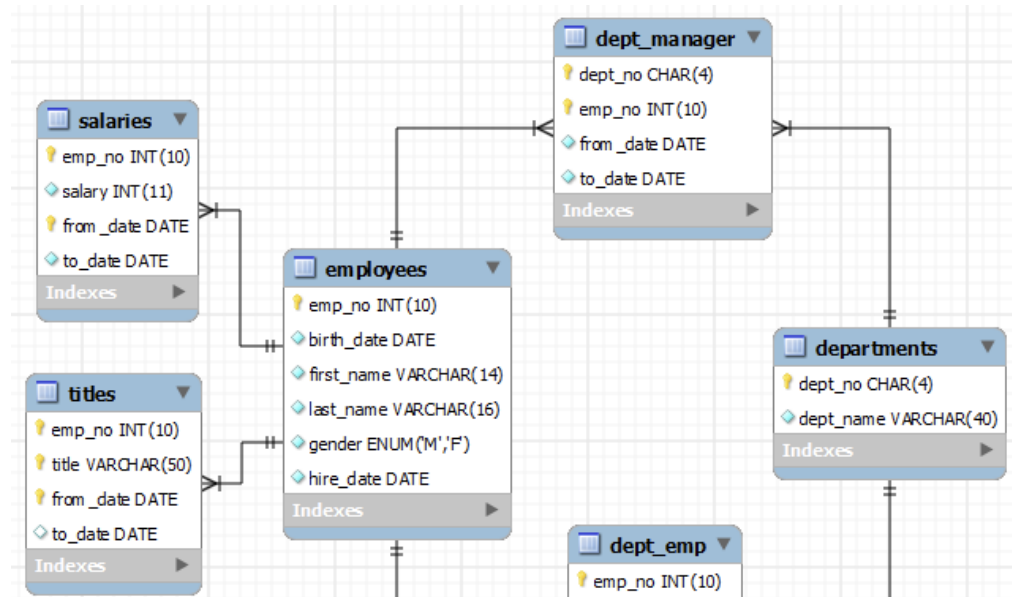 dept_manager
dept_no CHAR(4)
emp_no INT(10)
from_date DATE
to_date DATE
Indexes
salaries
emp_no INT(10)
salary INT(11)
from_date DATE
to_date DATE
Indexes
employees
emp_no INT(10)
birth_date DATE
first_name VARCHAR(14)
last_name VARCHAR(16)
gender ENUM('M','F')
hire_date DATE
Indexes
departments
dept_no CHAR(4)
dept_name VARCHAR(40)
Indexes
titles
emp_no INT(10)
title VARCHAR(50)
from_date DATE
to_date DATE
Indexes
dept_emp
emp_no INT(10)